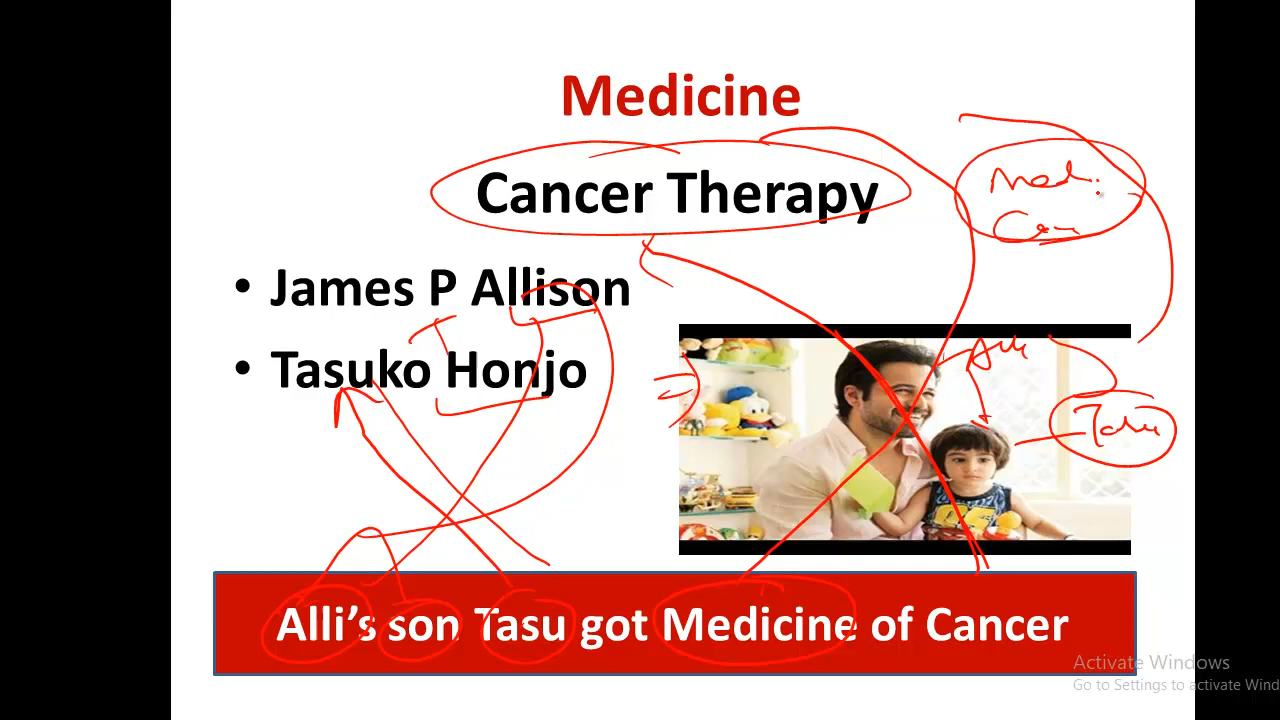 Medicine
Cancer Therapy
• James P Allison
• Tasuko Honjo
Alli's son Tasu got Medicine of Cancer
Activate Windows
Go to Settings to activate Wind